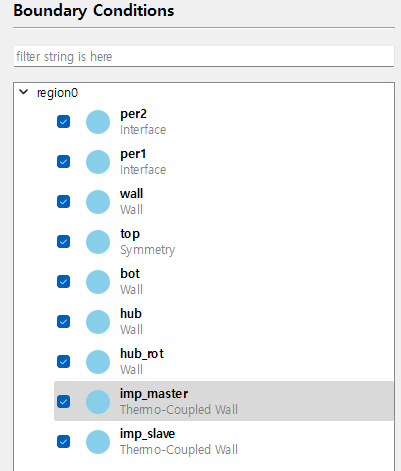 Boundary Conditions
filter string is here
region0
per2
Interface
per1
Interface
wall
Wall
top
Symmetry
bot
Wall
hub
Wall
hub_rot
Wall
imp_master
Thermo-Coupled Wall
imp_slave
Thermo-Coupled Wall